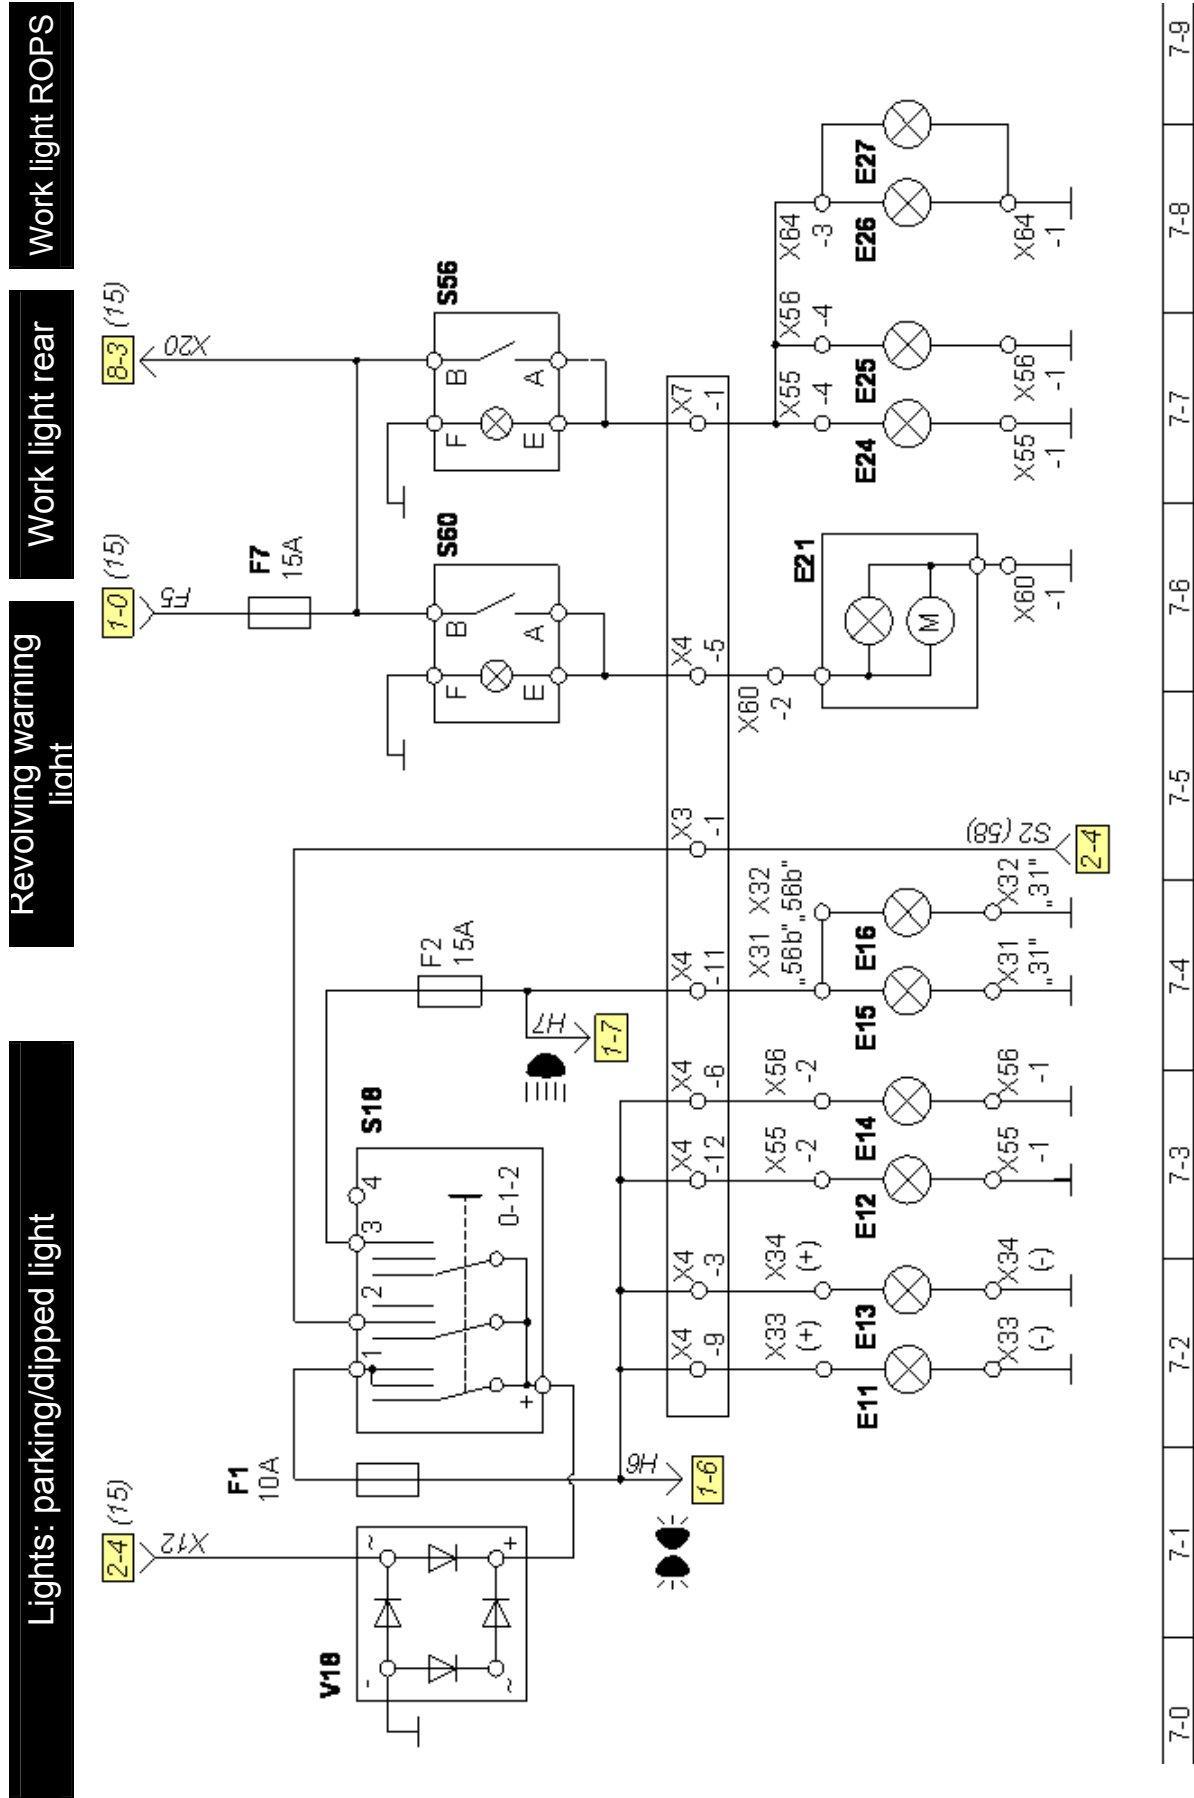 Lights: parking/dipped light
Revolving warning
light
Work light rear
Work light ROPS
2-4 (15)
X12
1-0 (15)
F5
8-3 (15)
X20
V18
-
~
~
+
F1
10A
S18
1
2
3
4
+
0-1-2
F2
15A
H7
1-7
H6
1-6
F7
15A
S60
F
B
E
A
S56
F
B
E
A
X4
-9
X4
-3
X4
-12
X4
-6
X4
-11
X3
-1
X4
-5
X7
-1
X33
(+)
X34
(+)
X55
-2
X56
-2
X31 X32
„56b"„56b"
X60
-2
X55
-4
X56
-4
X64
-3
E11
E13
E12
E14
E15
E16
E21
M
E24
E25
E26
E27
X33
(-)
X34
(-)
X55
-1
X56
-1
X31
„31"
X32
„31"
S2 (58)
2-4
X60
-1
X55
-1
X56
-1
X64
-1
7-0
7-1
7-2
7-3
7-4
7-5
7-6
7-7
7-8
7-9